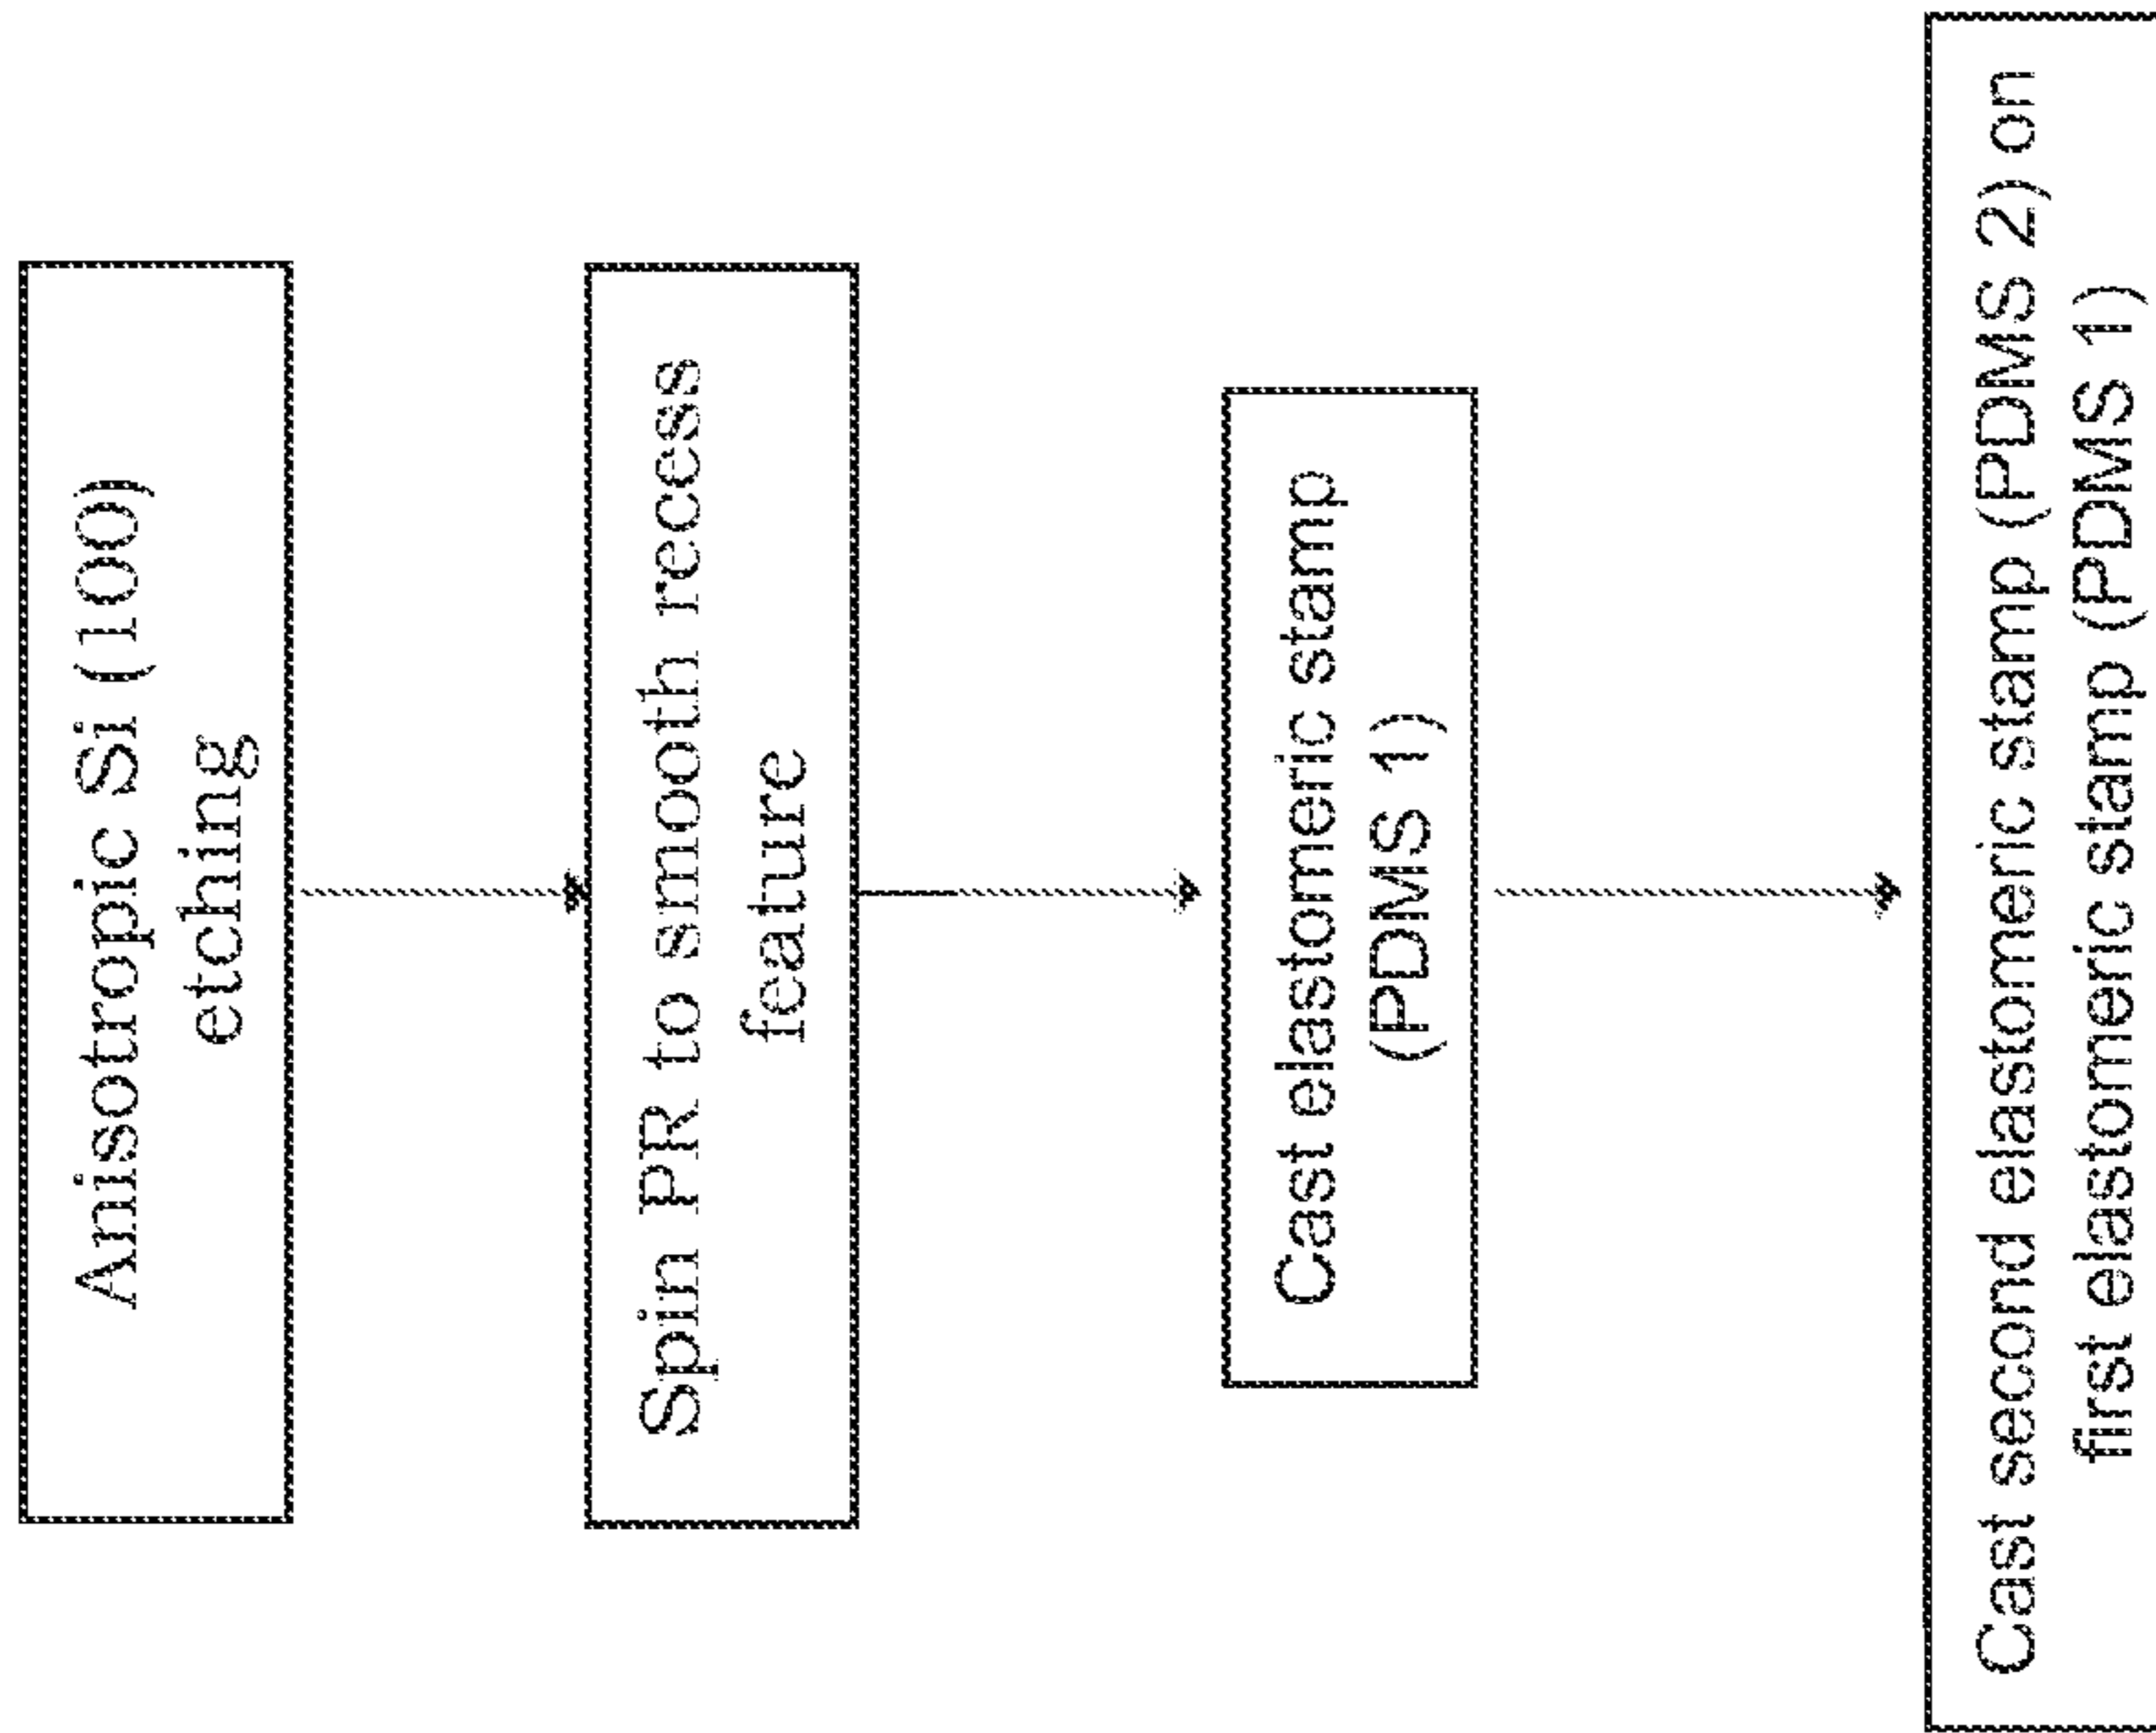 Anisotropic Si (100)
etching
Spin PR to smooth recess
feature
Cast elastomeric stamp
(PDMS 1)
Cast second elastomeric stamp (PDMS 2) on
first elastomeric stamp (PDMS 1)